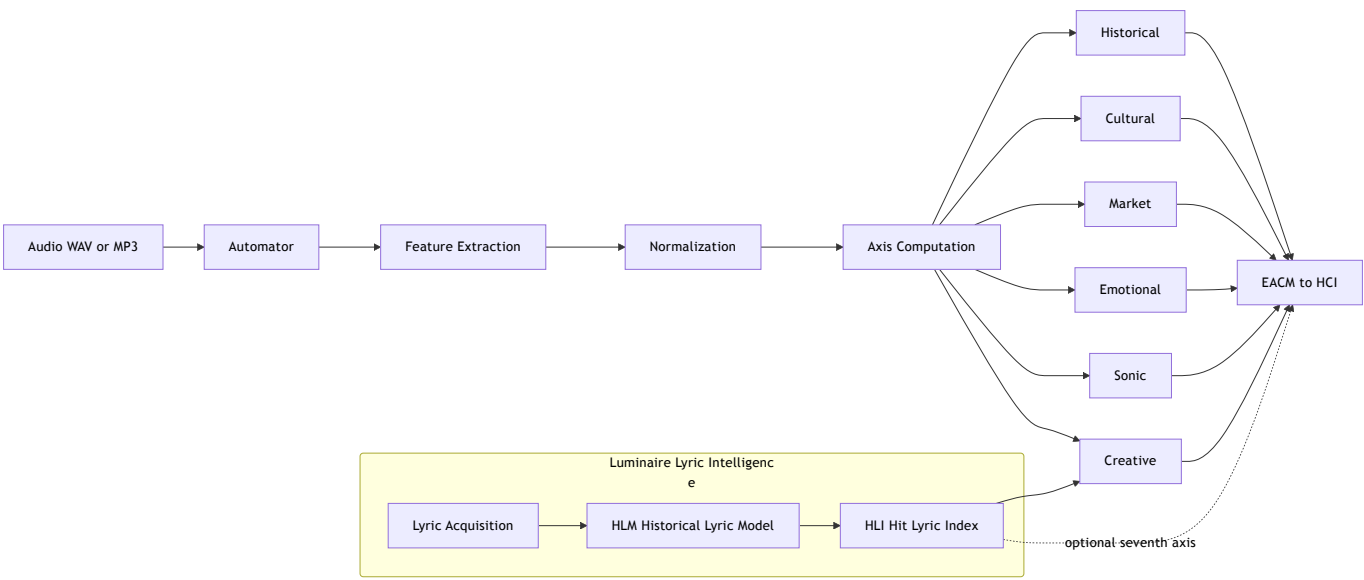 Historical
Cultural
Market
Audio WAV or MP3
Automator
Feature Extraction
Normalization
Axis Computation
Emotional
EACM to HCI
Sonic
Creative
Luminaire Lyric Intelligenc
e
Lyric Acquisition
HLM Historical Lyric Model
HLI Hit Lyric Index
optional seventh axis